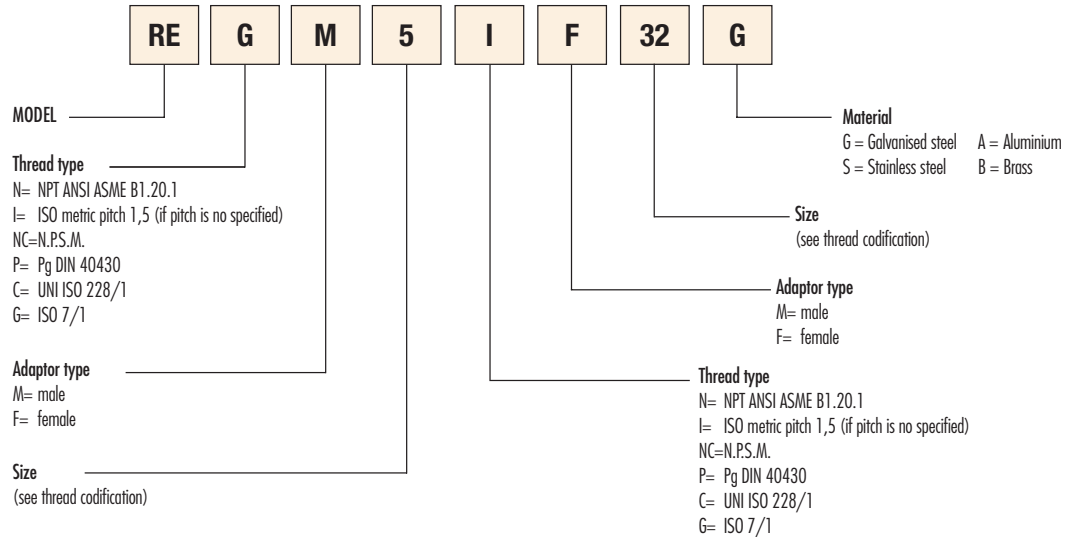 RE G M 5 I F 32 G
MODEL
Thread type
N= NPT ANSI ASME B1.20.1
I= ISO metric pitch 1,5 (if pitch is no specified)
NC=N.P.S.M.
P= Pg DIN 40430
C= UNI ISO 228/1
G= ISO 7/1
Adaptor type
M= male
F= female
Size
(see thread codification)
Material
G = Galvanised steel A = Aluminium
S = Stainless steel B = Brass
Size
(see thread codification)
Adaptor type
M= male
F= female
Thread type
N= NPT ANSI ASME B1.20.1
I= ISO metric pitch 1,5 (if pitch is no specified)
NC=N.P.S.M.
P= Pg DIN 40430
C= UNI ISO 228/1
G= ISO 7/1